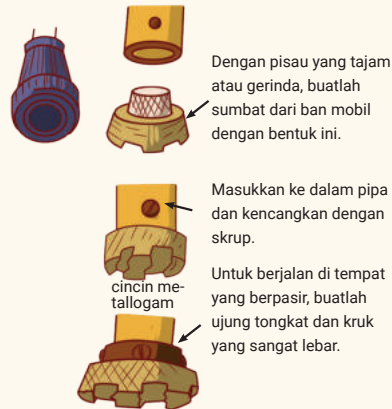 Dengan pisau yang tajam
atau gerinda, buatlah
sumbat dari ban mobil
dengan bentuk ini.
Masukkan ke dalam pipa
dan kencangkan dengan
skrup.
cincin me-
tallogam
Untuk berjalan di tempat
yang berpasir, buatlah
ujung tongkat dan kruk
yang sangat lebar.